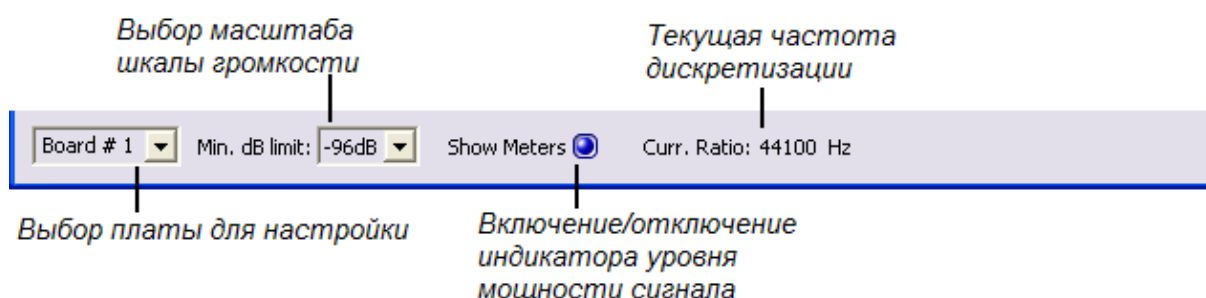 Выбор масштаба
шкалы громкости
Текущая частота
дискретизации
Board # 1 Min. dB limit: -96dB Show Meters Curr. Ratio: 44100 Hz
Выбор платы для настройки
Включение/отключение
индикатора уровня
мощности сигнала